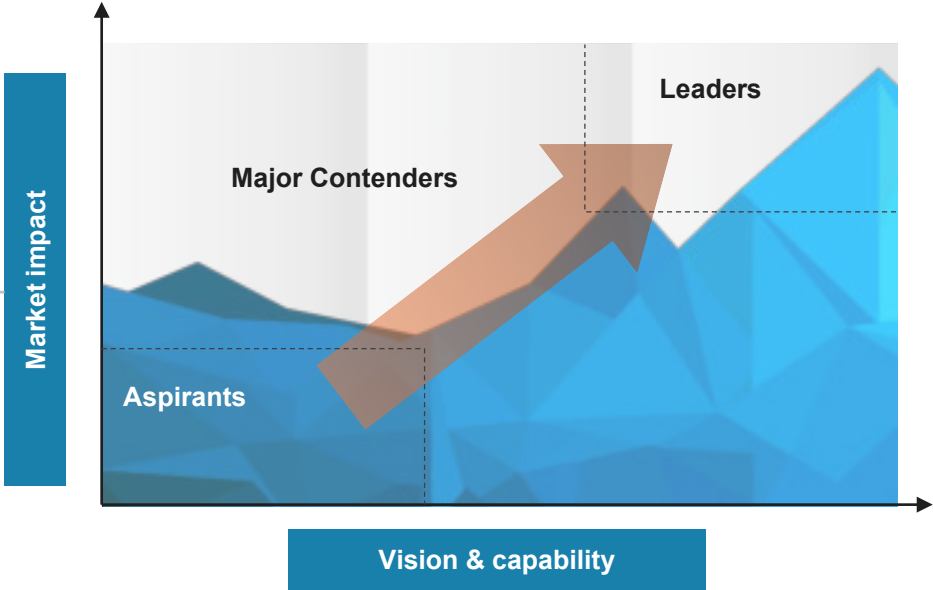 Leaders
Major Contenders
Market impact
Aspirants
Vision & capability